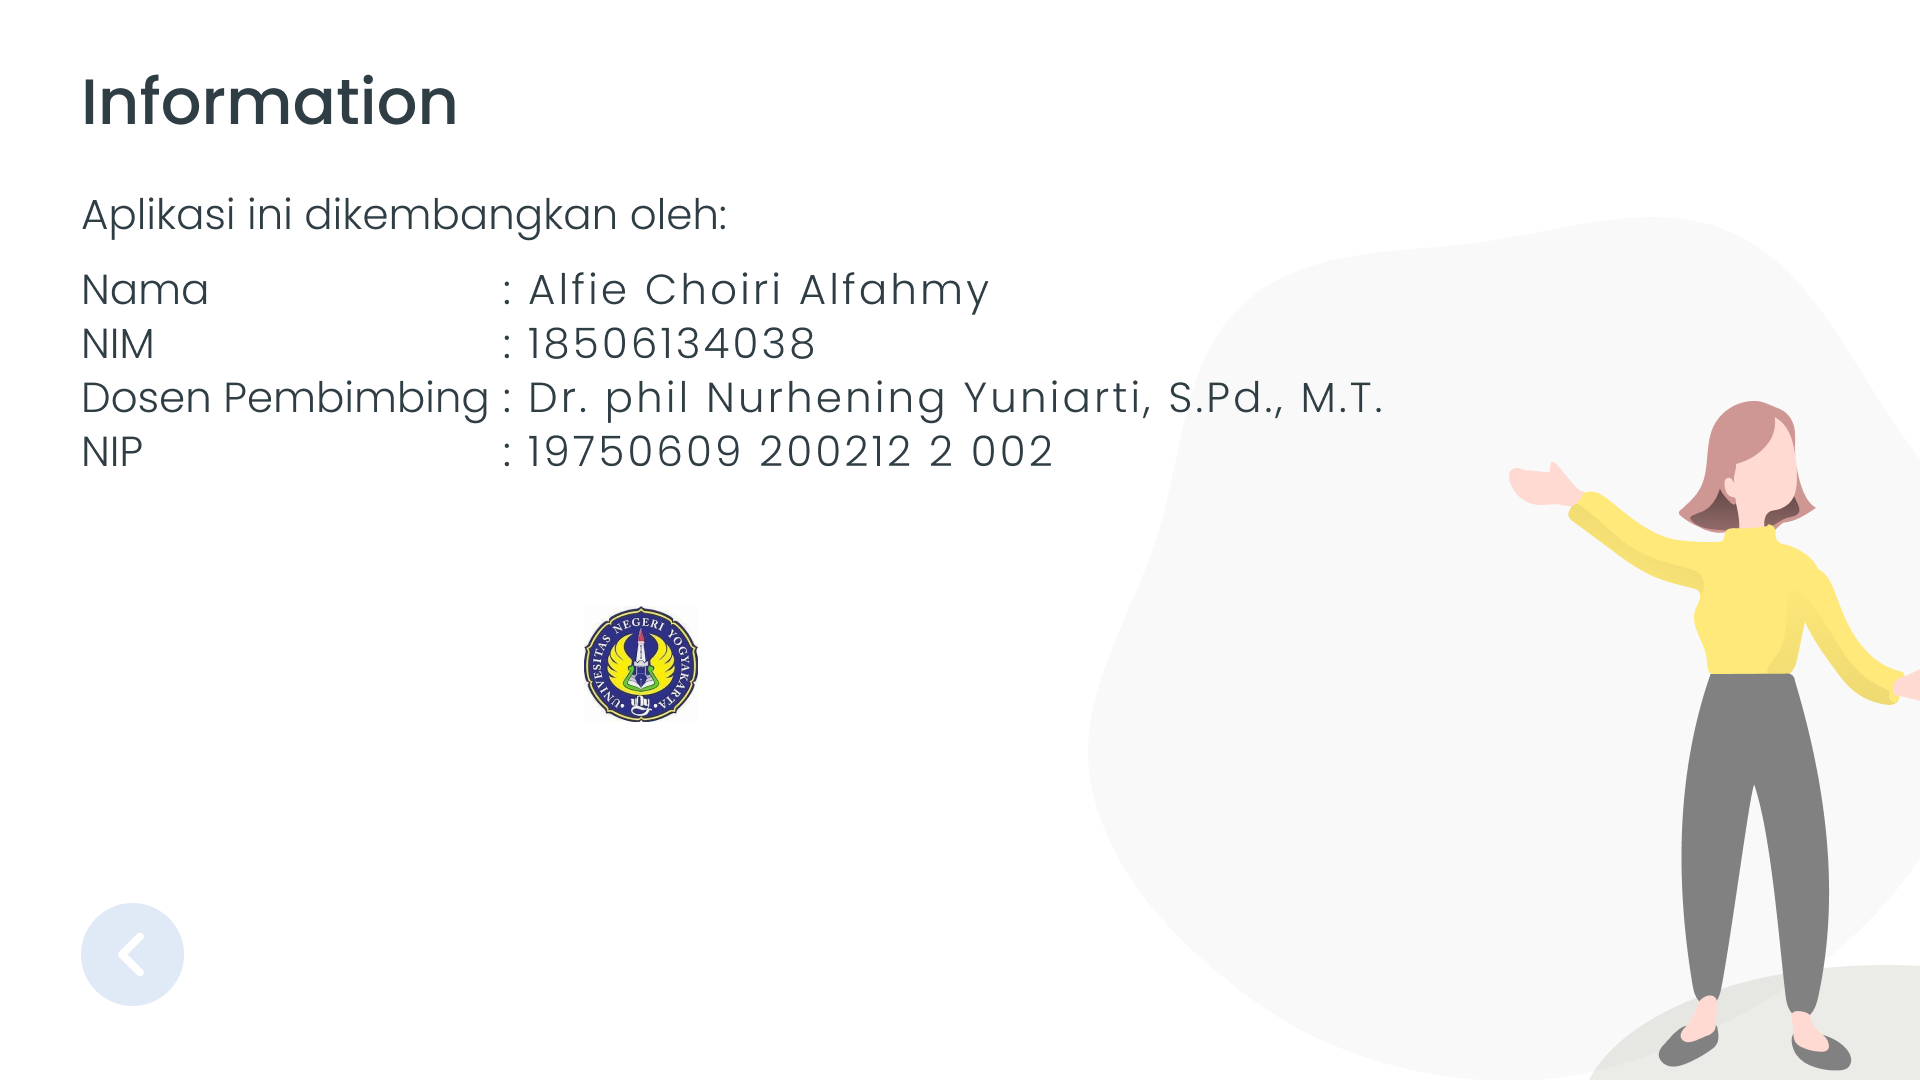 Information
Aplikasi ini dikembangkan oleh:
Nama : Alfie Choiri Alfahmy
NIM : 18506134038
Dosen Pembimbing : Dr. phil Nurhening Yuniarti, S.Pd., M.T.
NIP : 19750609 200212 2 002
UNIVESITAS NEGERI YOGYAKARTA